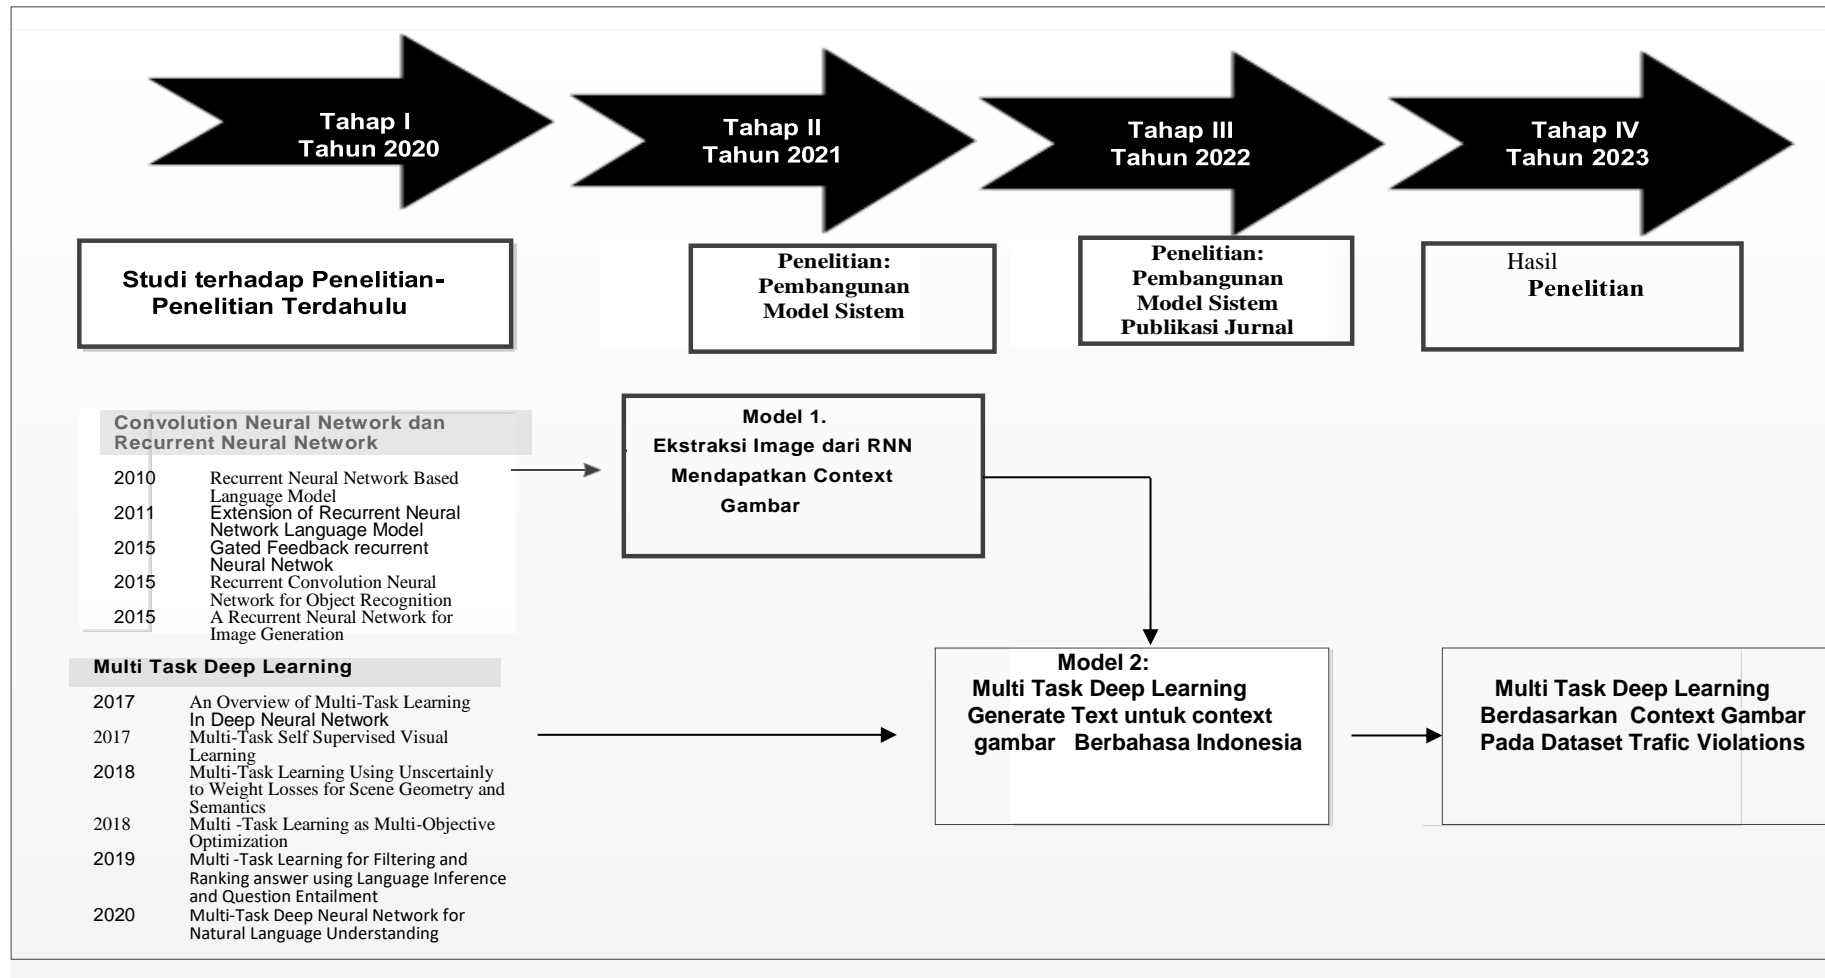 Tahap I
Tahun 2020
Tahap II
Tahun 2021
Tahap III
Tahun 2022
Tahap IV
Tahun 2023
Studi terhadap Penelitian-
Penelitian Terdahulu
Penelitian:
Pembangunan
Model Sistem
Penelitian:
Pembangunan
Model Sistem
Publikasi Jurnal
Hasil
Penelitian
Convolution Neural Network dan
Recurrent Neural Network
2010 Recurrent Neural Network Based
Language Model
2011 Extension of Recurrent Neural
Network Language Model
2015 Gated Feedback recurrent
Neural Netwok
2015 Recurrent Convolution Neural
Network for Object Recognition
2015 A Recurrent Neural Network for
Image Generation
Model 1.
Ekstraksi Image dari RNN
Mendapatkan Context
Gambar
Multi Task Deep Learning
2017 An Overview of Multi-Task Learning
In Deep Neural Network
2017 Multi-Task Self Supervised Visual
Learning
2018 Multi-Task Learning Using Unscertainly
to Weight Losses for Scene Geometry and
Semantics
2018 Multi -Task Learning as Multi-Objective
Optimization
2019 Multi -Task Learning for Filtering and
Ranking answer using Language Inference
and Question Entailment
2020 Multi-Task Deep Neural Network for
Natural Language Understanding
Model 2:
Multi Task Deep Learning
Generate Text untuk context
gambar Berbahasa Indonesia
Multi Task Deep Learning
Berdasarkan Context Gambar
Pada Dataset Trafic Violations